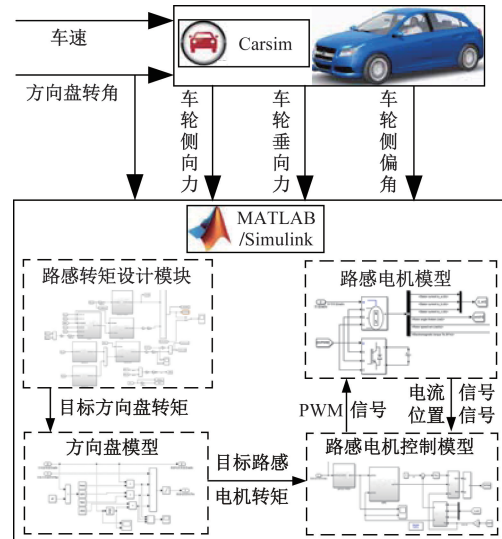 车速
Carsim
方向盘转角
车轮侧向力
车轮垂向力
车轮侧偏角
MATLAB
/Simulink
路感转矩设计模块
路感电机模型
目标方向盘转矩
PWM 信号
电流 信号
位置 信号
方向盘模型
目标路感
电机转矩
路感电机控制模型